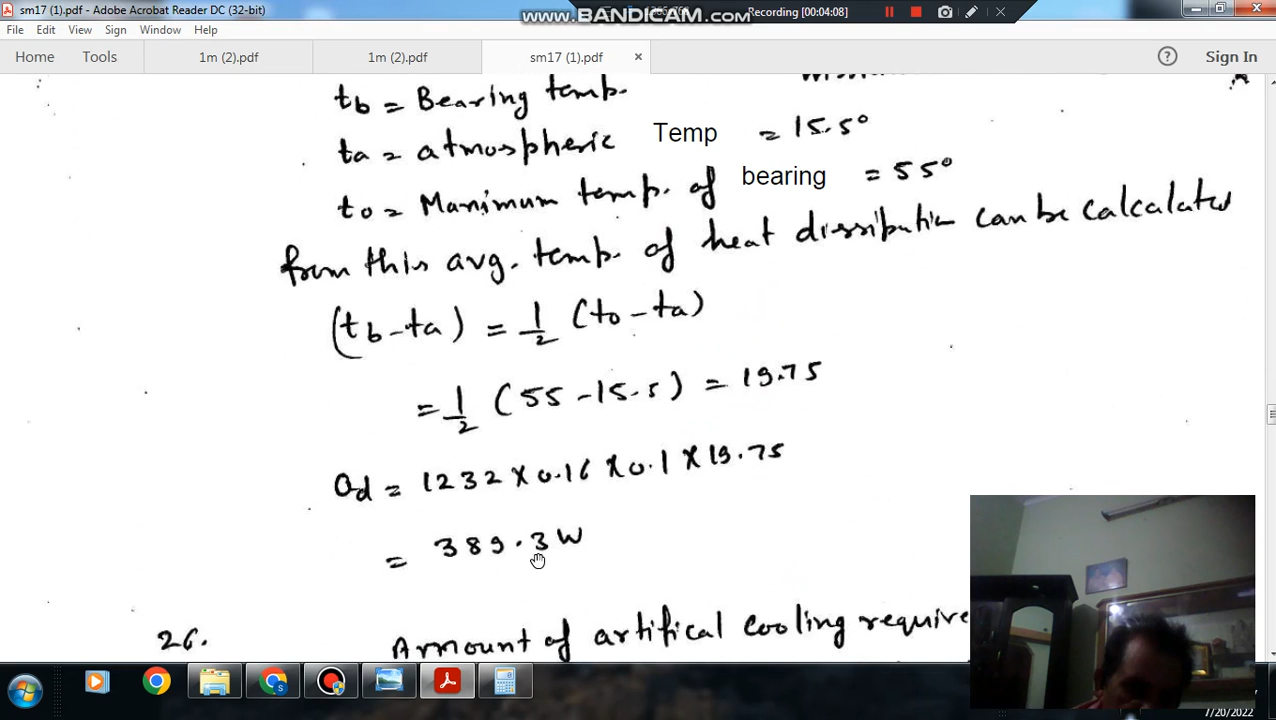 sm17 (1).pdf - Adobe Acrobat Reader DC (32-bit)
www.BANDICAM.com
Recording [00:04:08]
File Edit View Sign Window Help
Home Tools 1m (2).pdf 1m (2).pdf sm17 (1).pdf × Sign In
tb = Bearing temp.
ta = atmospheric Temp = 15.5°
to = Manimum temp. of bearing = 55°
from this avg. temp. of heat dissibution can be calculated
(tb - ta) = 1/2 (to - ta)
= 1/2 (55 - 15.5) = 19.75
Qd = 1232 × 0.16 × 0.1 × 19.75
= 389.3 W
26. Amount of artifical cooling require
7/20/2022